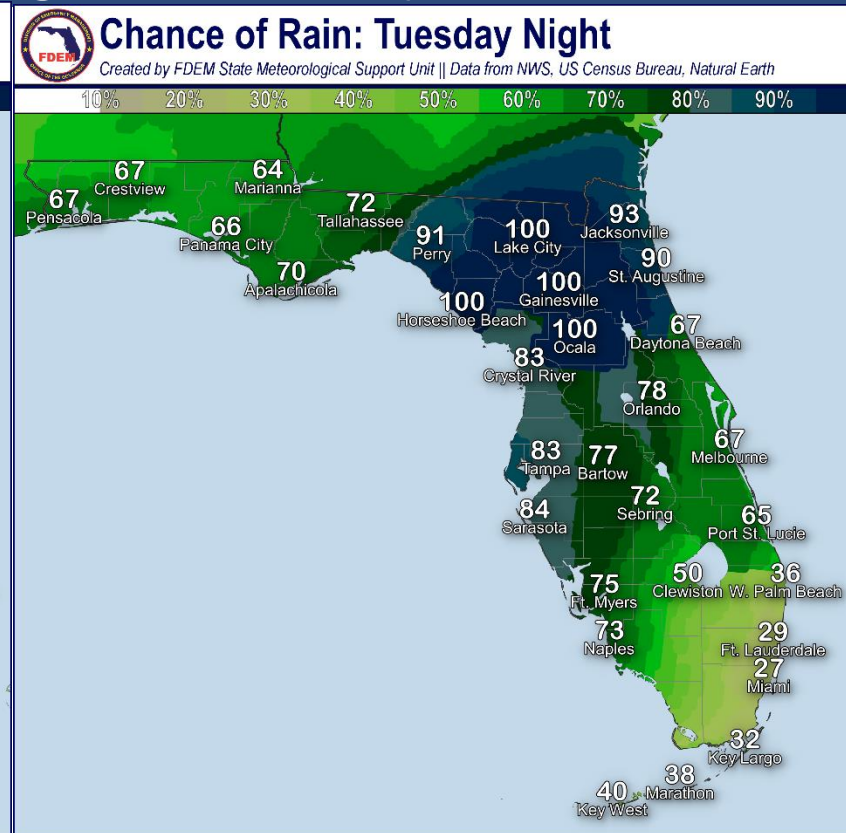 Chance of Rain: Tuesday Night
FDEM
Created by FDEM State Meteorological Support Unit || Data from NWS, US Census Bureau, Natural Earth
10% 20% 30% 40% 50% 60% 70% 80% 90%
67
Crestview
64
Marianna
67
Pensacola
72
Tallahassee
66
Panama City
70
Apalachicola
91
Perry
100
Lake City
93
Jacksonville
90
St. Augustine
100
Gainesville
100
Horseshoe Beach
100
Ocala
67
Daytona Beach
83
Crystal River
78
Orlando
83
Tampa
77
Bartow
67
Melbourne
72
Sebring
84
Sarasota
65
Port St. Lucie
75
Ft. Myers
50
Clewiston
36
W. Palm Beach
73
Naples
29
Ft. Lauderdale
27
Miami
32
Key Largo
38
Marathon
40
Key West